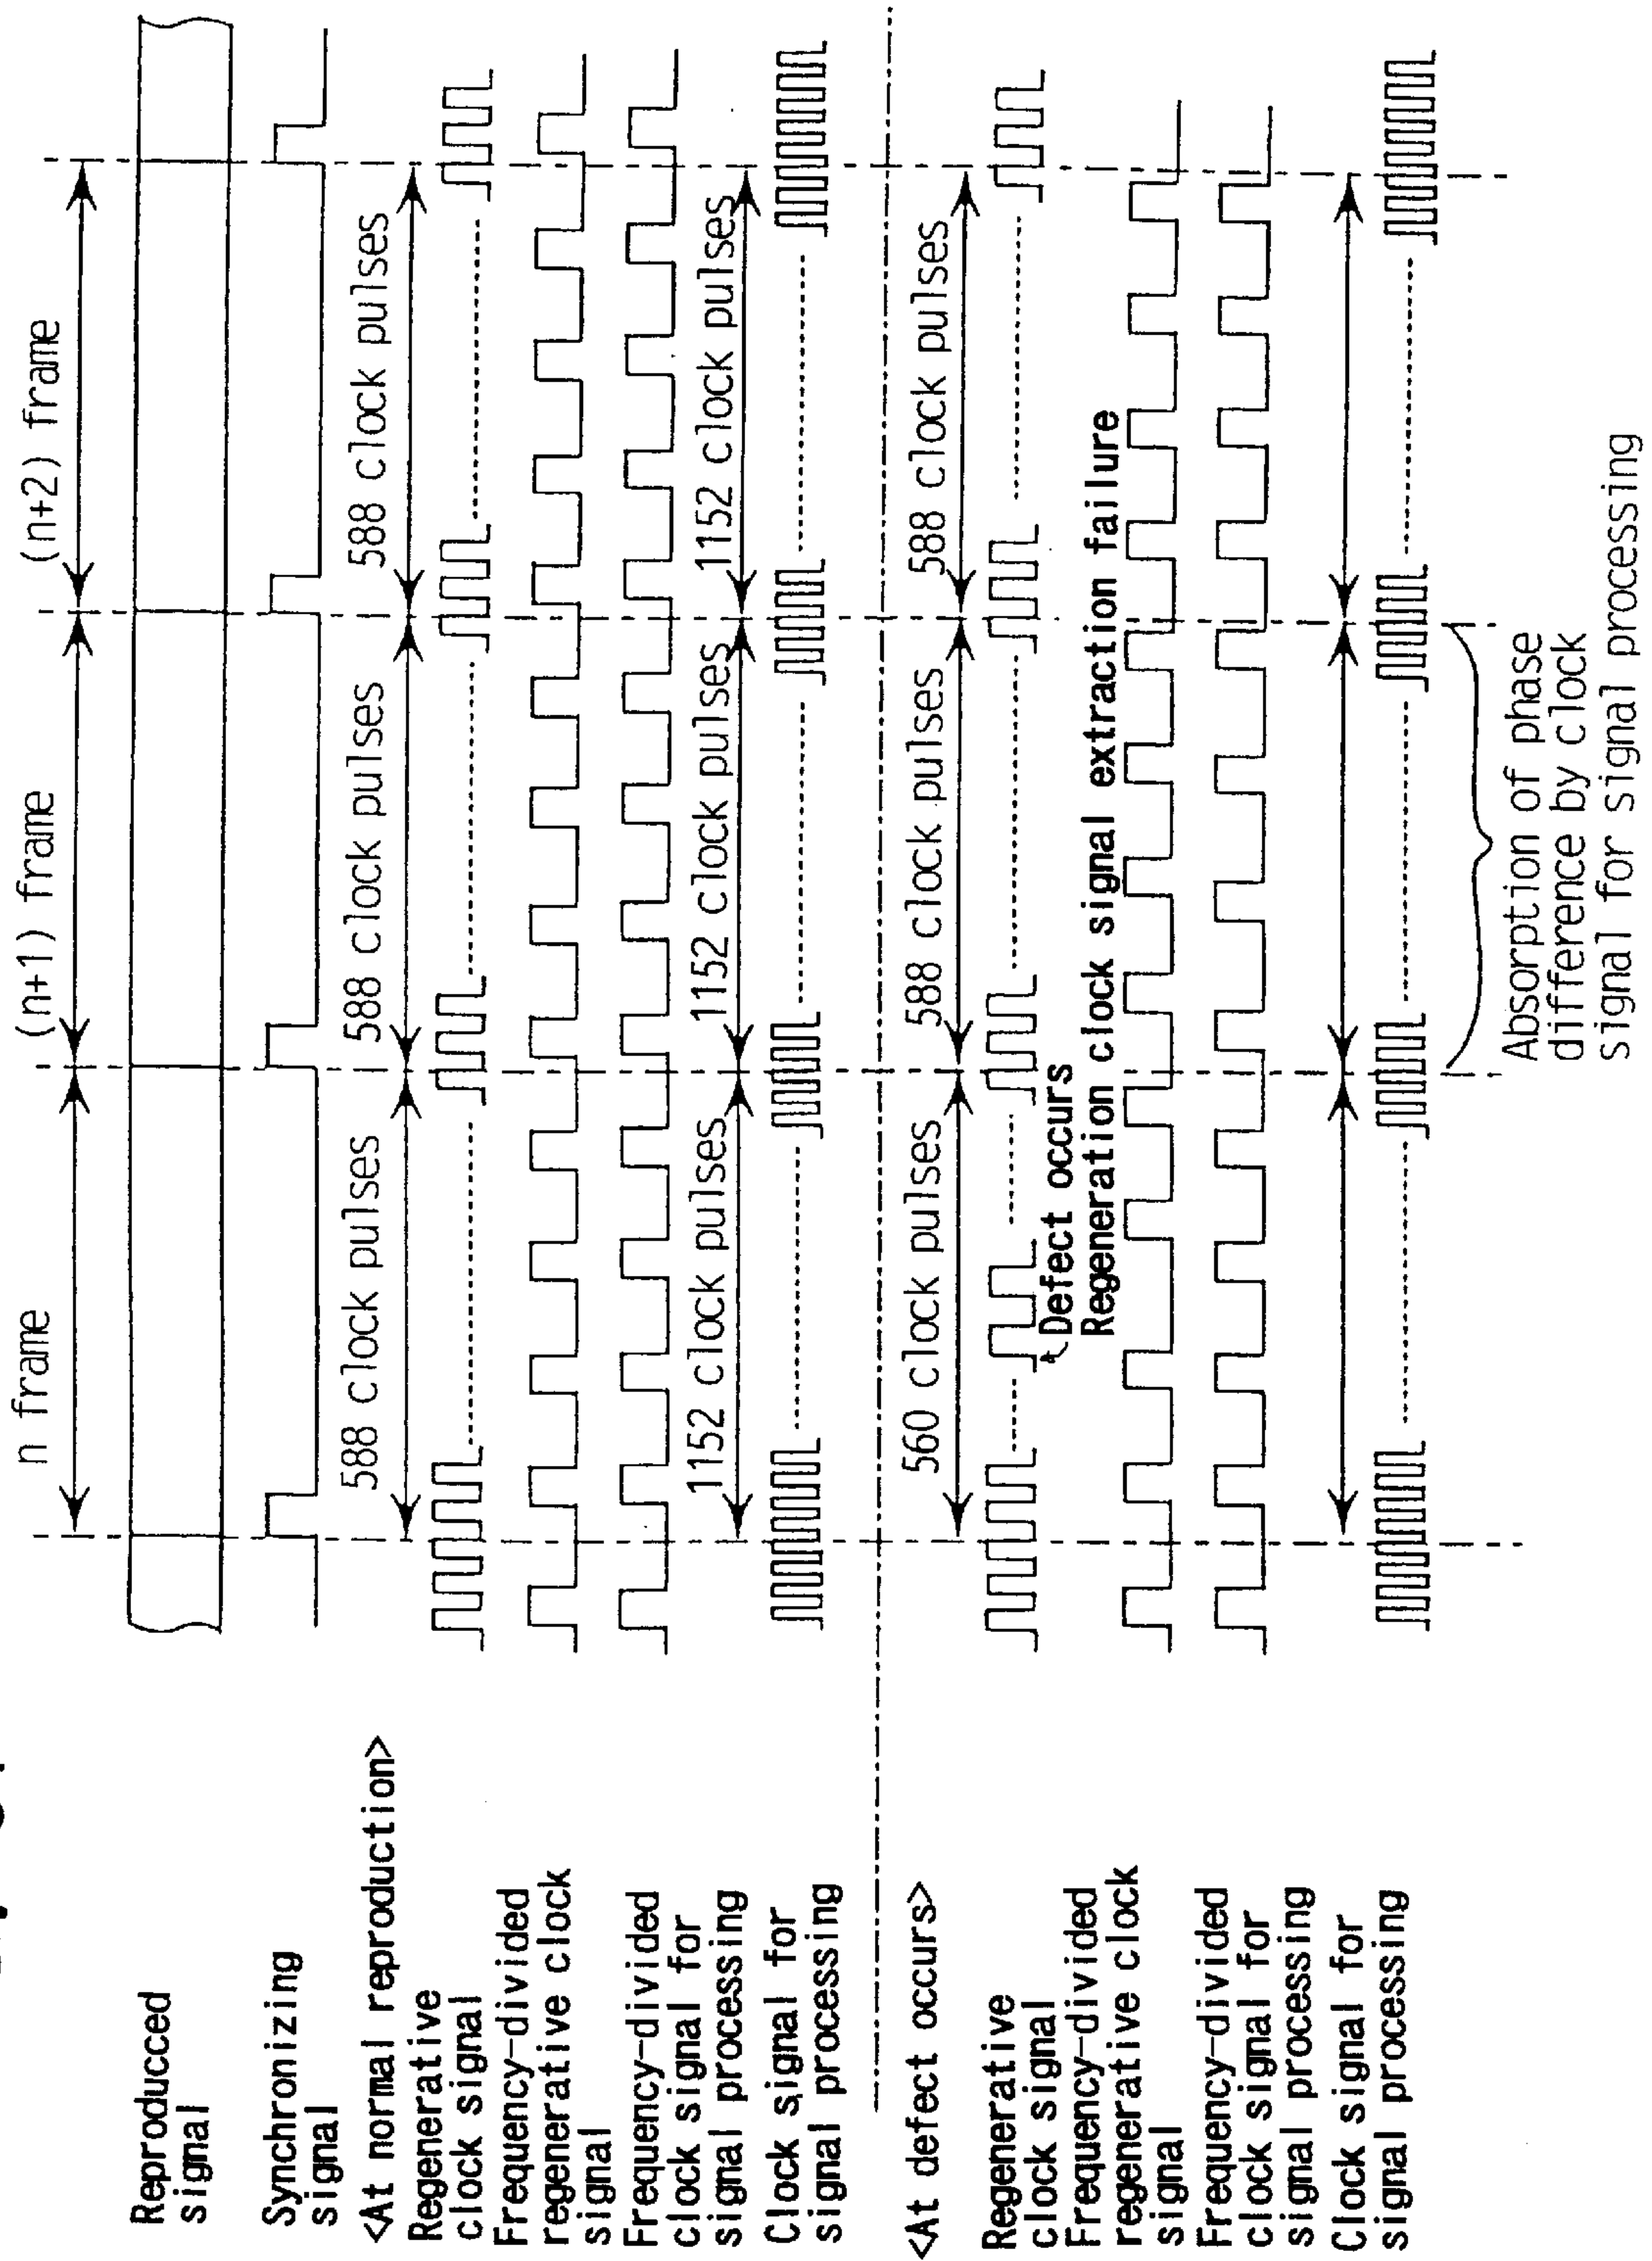 n frame
(n+1) frame
(n+2) frame
Reproducced
signal
Synchronizing
signal
<At normal reproduction>
588 clock pulses
588 clock pulses
588 clock pulses
Regenerative
clock signal
Frequency-divided
regenerative clock
signal
Frequency-divided
clock signal for
signal processing
1152 clock pulses
1152 clock pulses
1152 clock pulses
Clock signal for
signal processing
<At defect occurs>
560 clock pulses
588 clock pulses
588 clock pulses
Regenerative
clock signal
Defect occurs
Regeneration clock signal extraction failure
Frequency-divided
regenerative clock
signal
Frequency-divided
clock signal for
signal processing
Clock signal for
signal processing
Absorption of phase
difference by clock
signal for signal processing